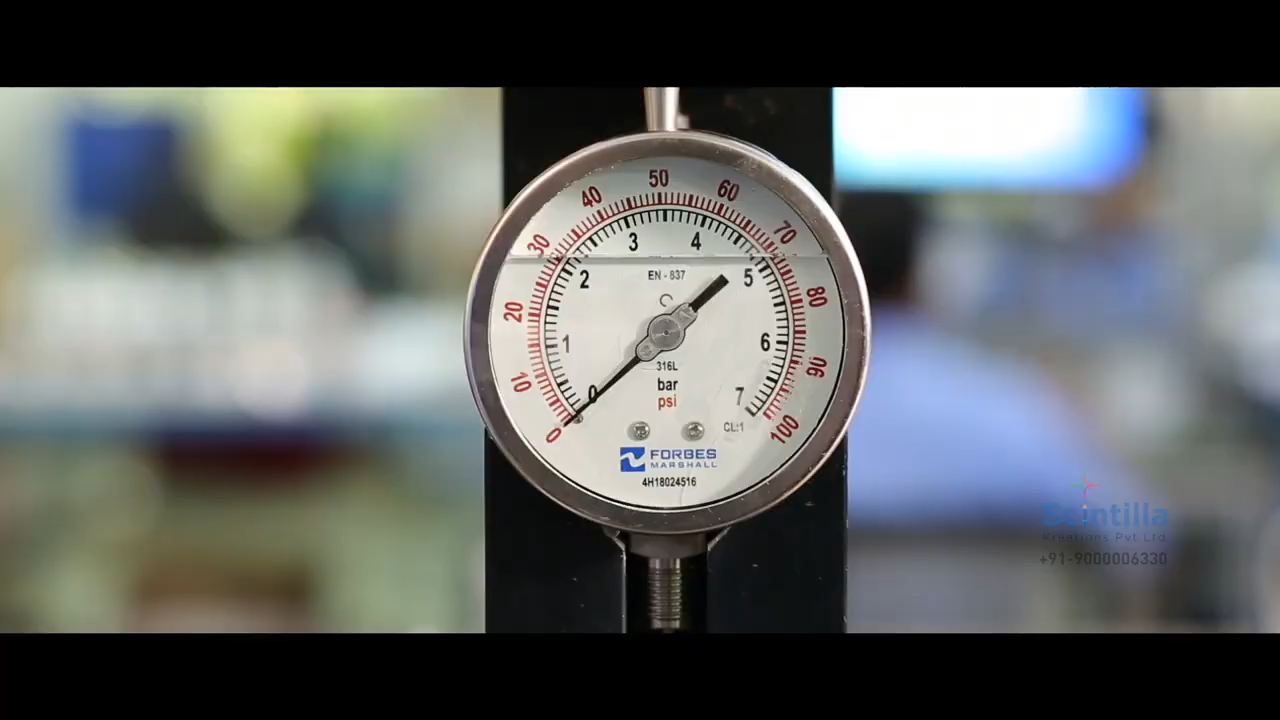 50
40
60
30
70
3
4
2
5
EN - 837
20
80
1
6
316L
bar
psi
10
90
0
7
0
100
CL:1
FORBES
MARSHALL
4H18024516
Scintilla
Kreations Pvt Ltd
+91-9000006330